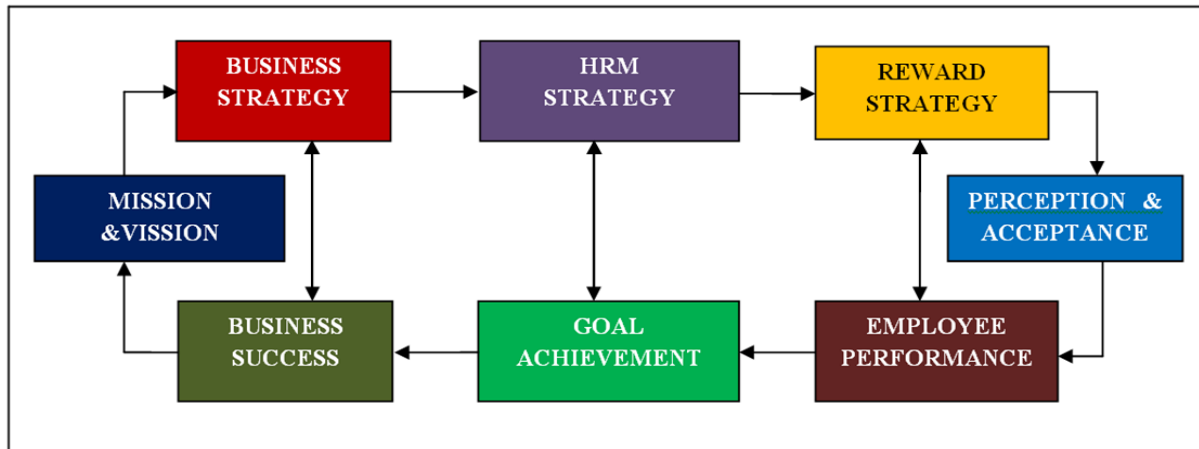 BUSINESS
STRATEGY
HRM
STRATEGY
REWARD
STRATEGY
MISSION
&VISSION
PERCEPTION &
ACCEPTANCE
BUSINESS
SUCCESS
GOAL
ACHIEVEMENT
EMPLOYEE
PERFORMANCE